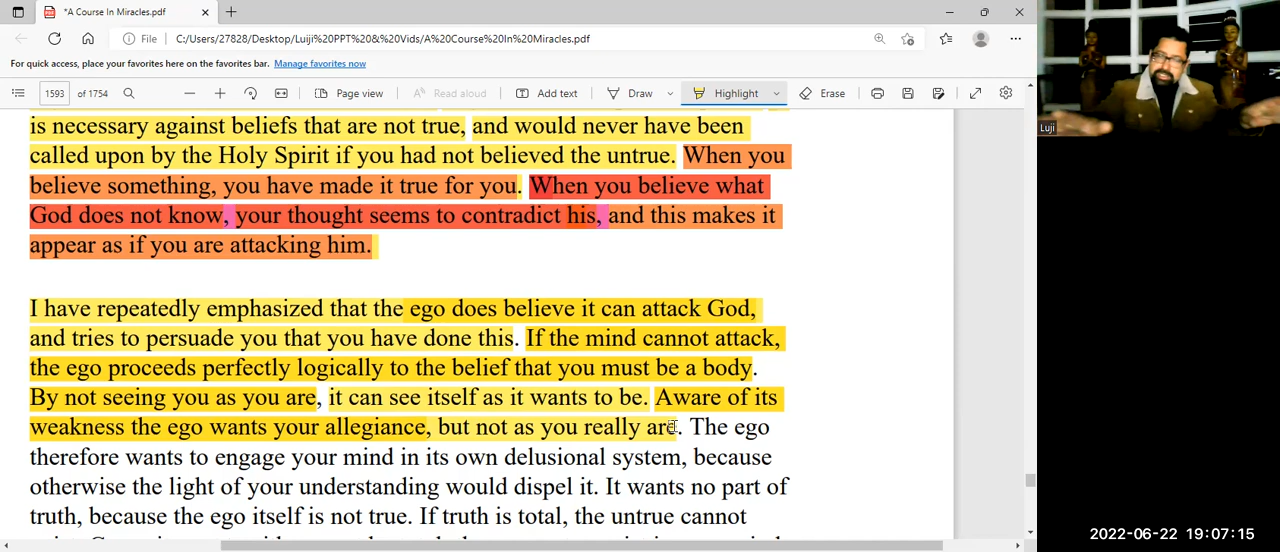 *A Course In Miracles.pdf
File
C:/Users/27828/Desktop/Luiji%20PPT%20&%20Vids/A%20Course%20In%20Miracles.pdf
For quick access, place your favorites here on the favorites bar. Manage favorites now
1593 of 1754
Page view
Read aloud
Add text
Draw
Highlight
Erase
is necessary against beliefs that are not true, and would never have been
called upon by the Holy Spirit if you had not believed the untrue. When you
believe something, you have made it true for you. When you believe what
God does not know, your thought seems to contradict his, and this makes it
appear as if you are attacking him.
I have repeatedly emphasized that the ego does believe it can attack God,
and tries to persuade you that you have done this. If the mind cannot attack,
the ego proceeds perfectly logically to the belief that you must be a body.
By not seeing you as you are, it can see itself as it wants to be. Aware of its
weakness the ego wants your allegiance, but not as you really are. The ego
therefore wants to engage your mind in its own delusional system, because
otherwise the light of your understanding would dispel it. It wants no part of
truth, because the ego itself is not true. If truth is total, the untrue cannot
Luji
2022-06-22 19:07:15